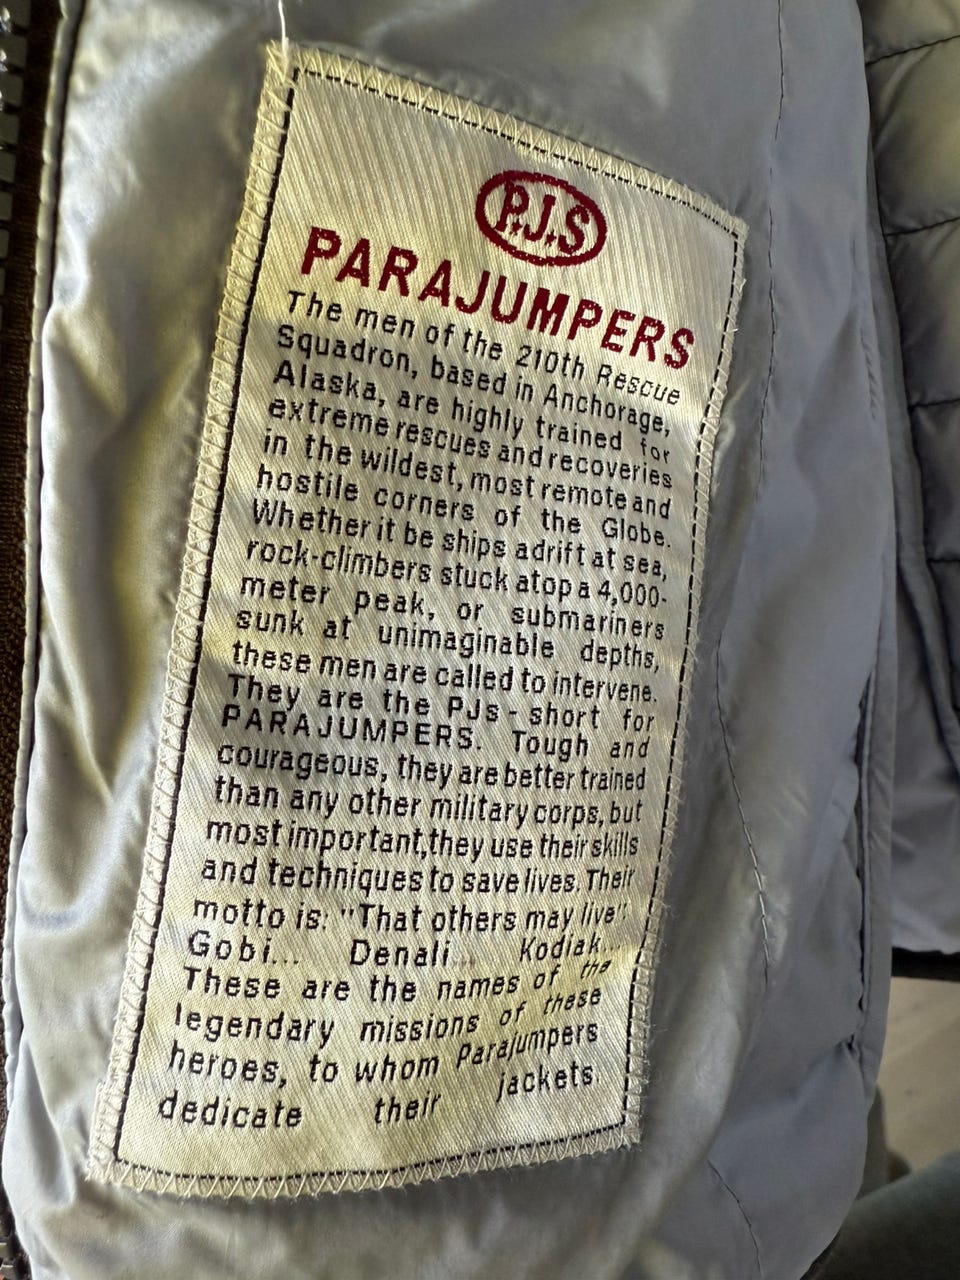 P.J.S
PARAJUMPERS
The men of the 210th Rescue
Squadron, based in Anchorage,
Alaska, are highly trained for
extreme rescues and recoveries
in the wildest, most remote and
hostile corners of the Globe.
Whether it be ships adrift at sea,
rock-climbers stuck atop a 4,000-
meter peak, or submariners
sunk at unimaginable depths,
these men are called to intervene.
They are the PJs - short for
PARAJUMPERS. Tough and
courageous, they are better trained
than any other military corps, but
most important,they use their skills
and techniques to save lives. Their
motto is: "That others may live".
Gobi... Denali... Kodiak...
These are the names of the
legendary missions of these
heroes, to whom Parajumpers
dedicate their jackets.